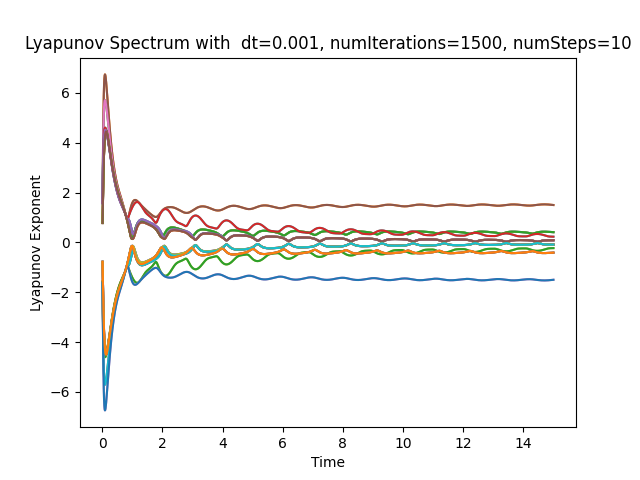 Lyapunov Spectrum with  dt=0.001, numIterations=1500, numSteps=10
6
4
2
0
−2
−4
−6
Lyapunov Exponent
0 2 4 6 8 10 12 14
Time